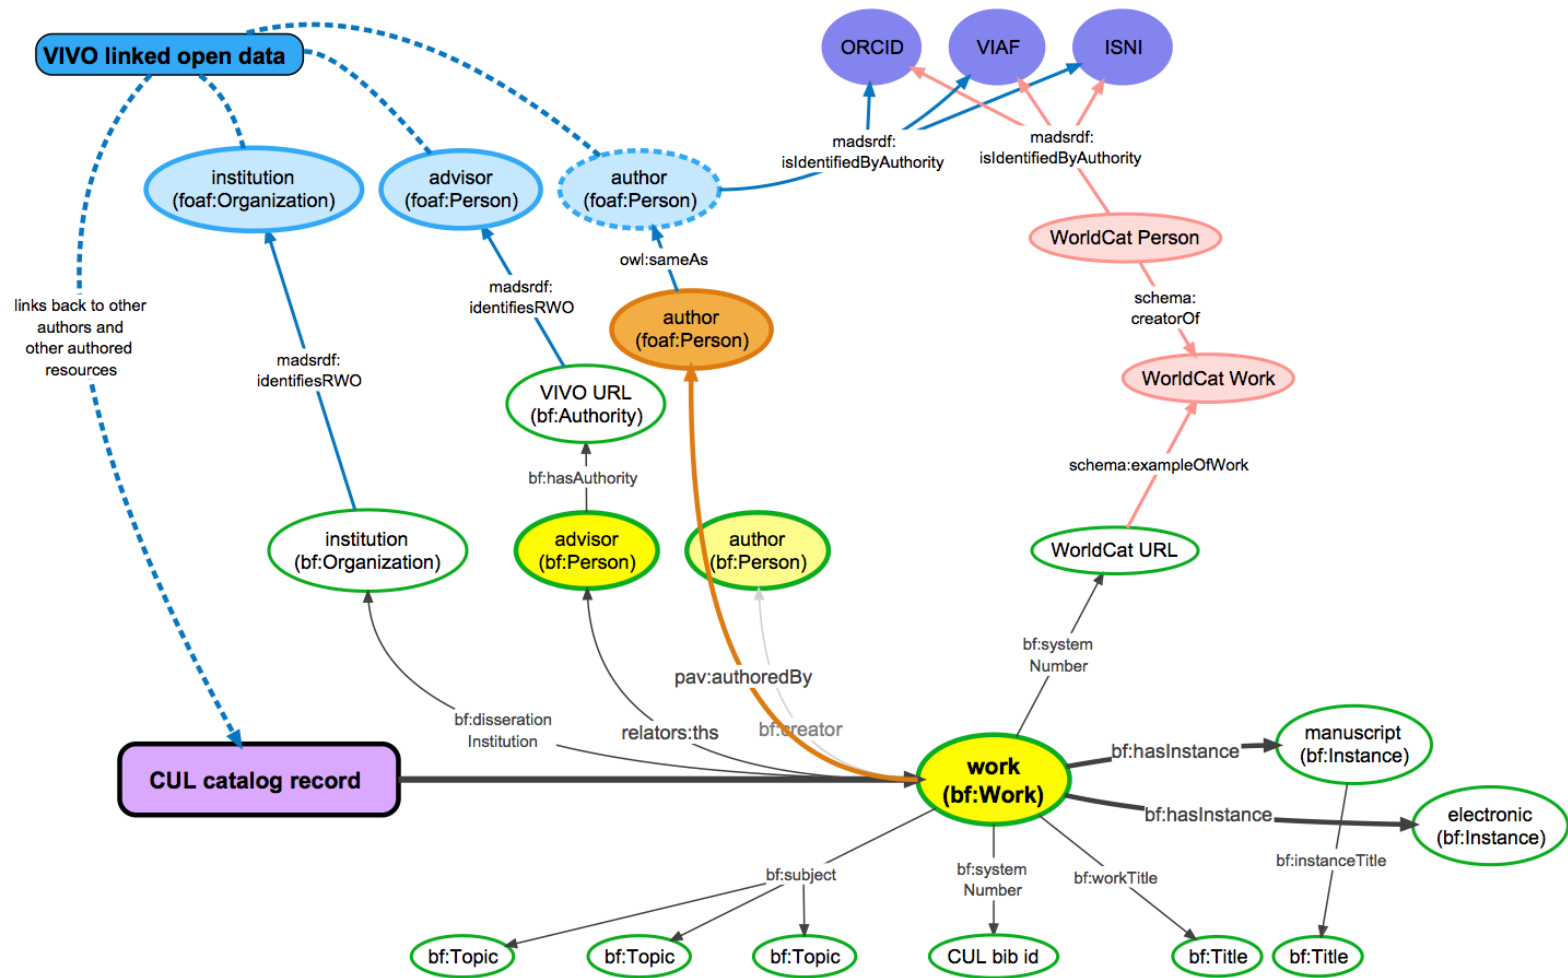 VIVO linked open data
ORCID
VIAF
ISNI
madsrdf:
isIdentifiedByAuthority
madsrdf:
isIdentifiedByAuthority
institution
(foaf:Organization)
advisor
(foaf:Person)
author
(foaf:Person)
WorldCat Person
owl:sameAs
links back to other
authors and
other authored
resources
madsrdf:
identifiesRWO
madsrdf:
identifiesRWO
author
(foaf:Person)
schema:
creatorOf
WorldCat Work
VIVO URL
(bf:Authority)
bf:hasAuthority
schema:exampleOfWork
institution
(bf:Organization)
advisor
(bf:Person)
author
(bf:Person)
WorldCat URL
bf:system
Number
pav:authoredBy
bf:disseration
Institution
relators:ths
bf:creator
CUL catalog record
work
(bf:Work)
bf:hasInstance
manuscript
(bf:Instance)
bf:hasInstance
electronic
(bf:Instance)
bf:subject
bf:system
Number
bf:workTitle
bf:instanceTitle
bf:Topic
bf:Topic
bf:Topic
CUL bib id
bf:Title
bf:Title